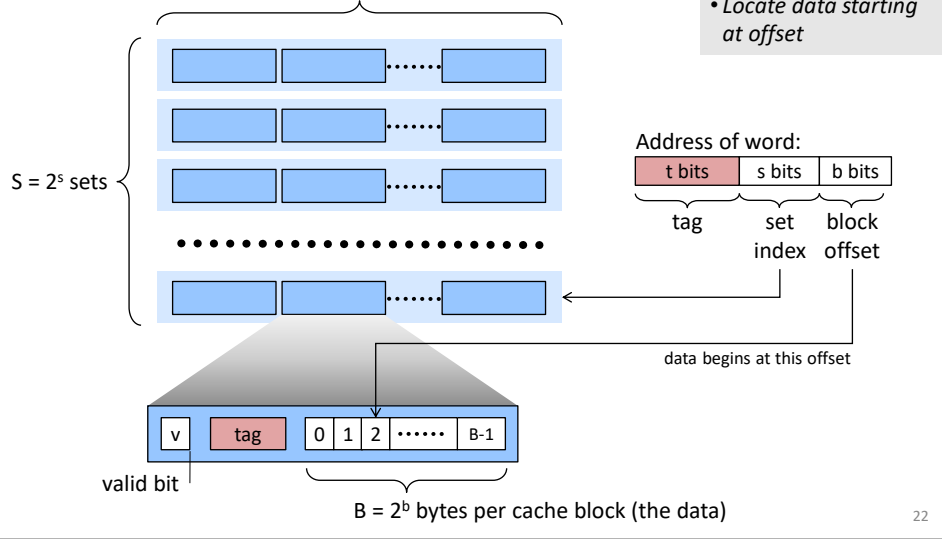 • Locate data starting
at offset
S = 2ˢ sets
Address of word:
t bits s bits b bits
tag set index block offset
data begins at this offset
v tag 0 1 2 •••••• B-1
valid bit
B = 2ᵇ bytes per cache block (the data)
22